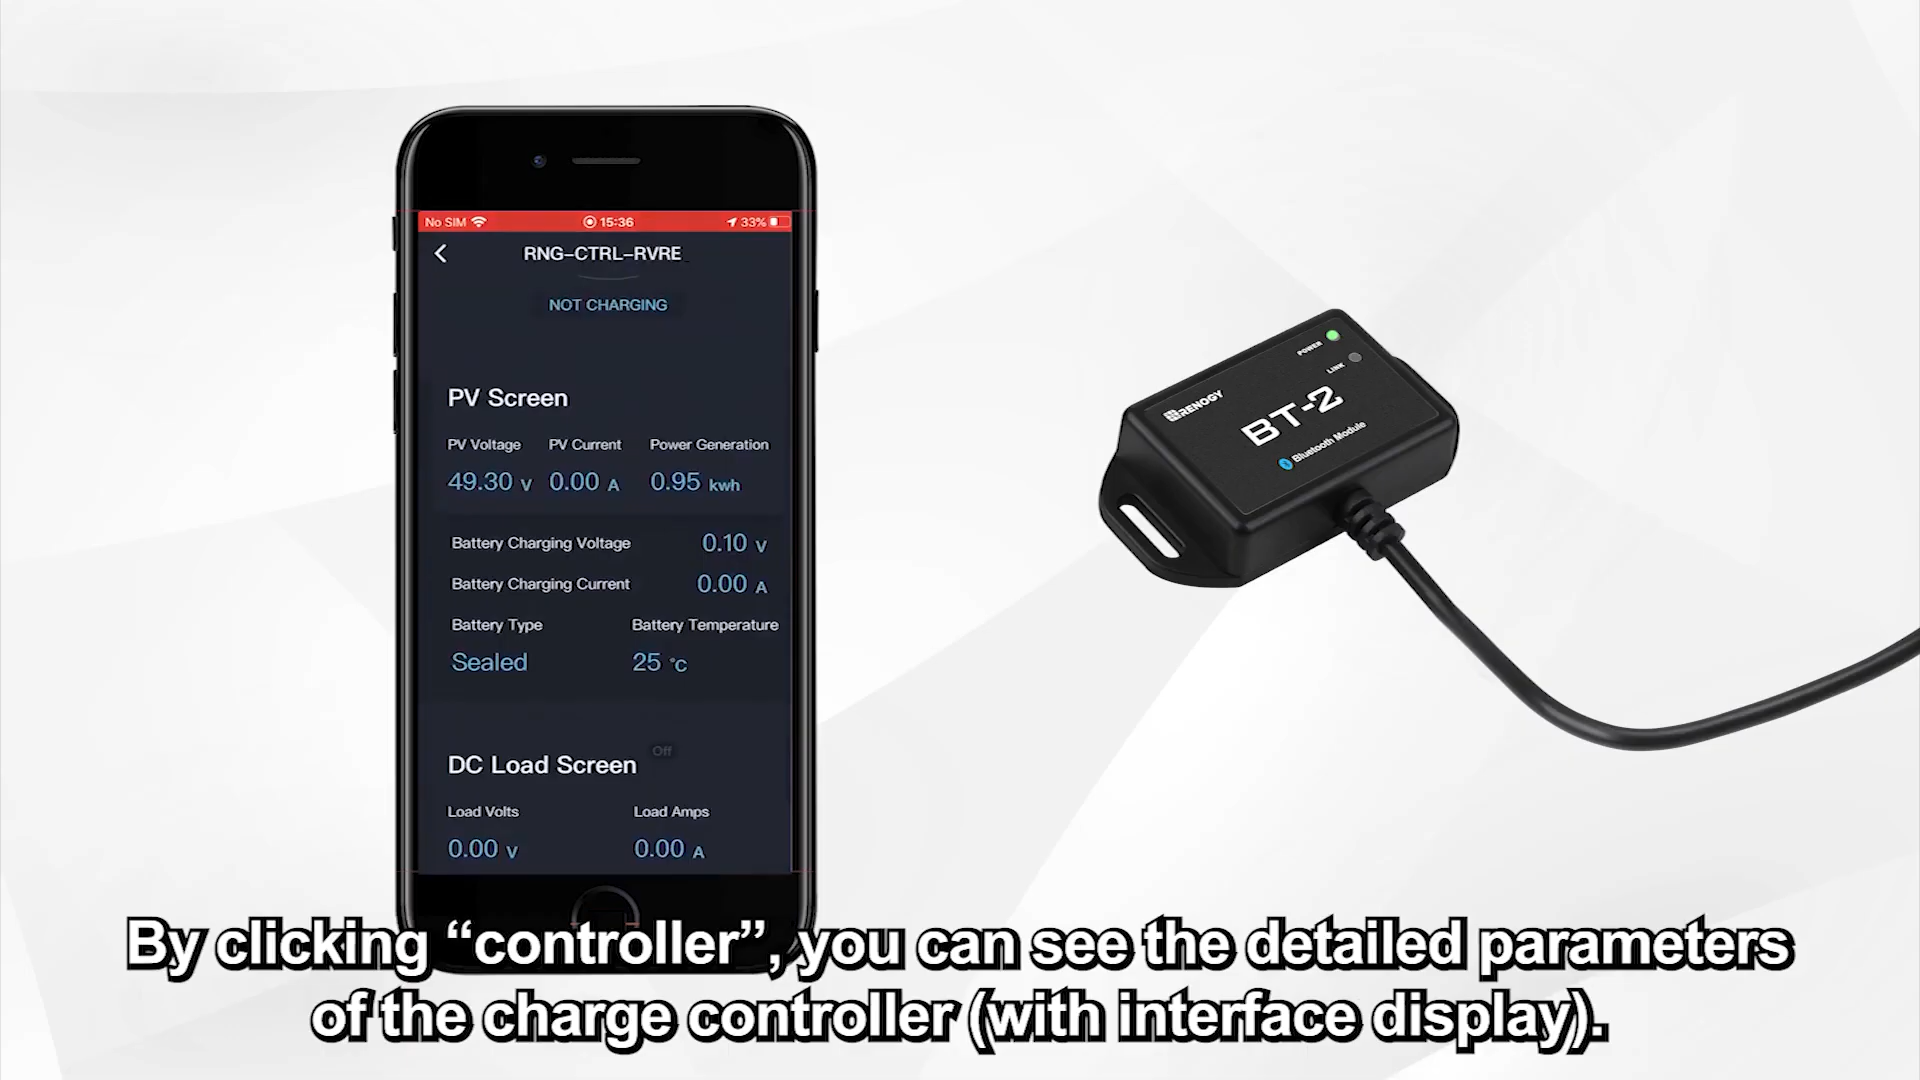 No SIM 15:36 33%
RNG-CTRL-RVRE
NOT CHARGING
PV Screen
PV Voltage PV Current Power Generation
49.30 V 0.00 A 0.95 kwh
Battery Charging Voltage 0.10 V
Battery Charging Current 0.00 A
Battery Type Battery Temperature
Sealed 25 °C
DC Load Screen Off
Load Volts Load Amps
0.00 V 0.00 A
POWER
LINK
RENOGY
BT-2
Bluetooth Module
By clicking “controller”, you can see the detailed parameters
of the charge controller (with interface display).